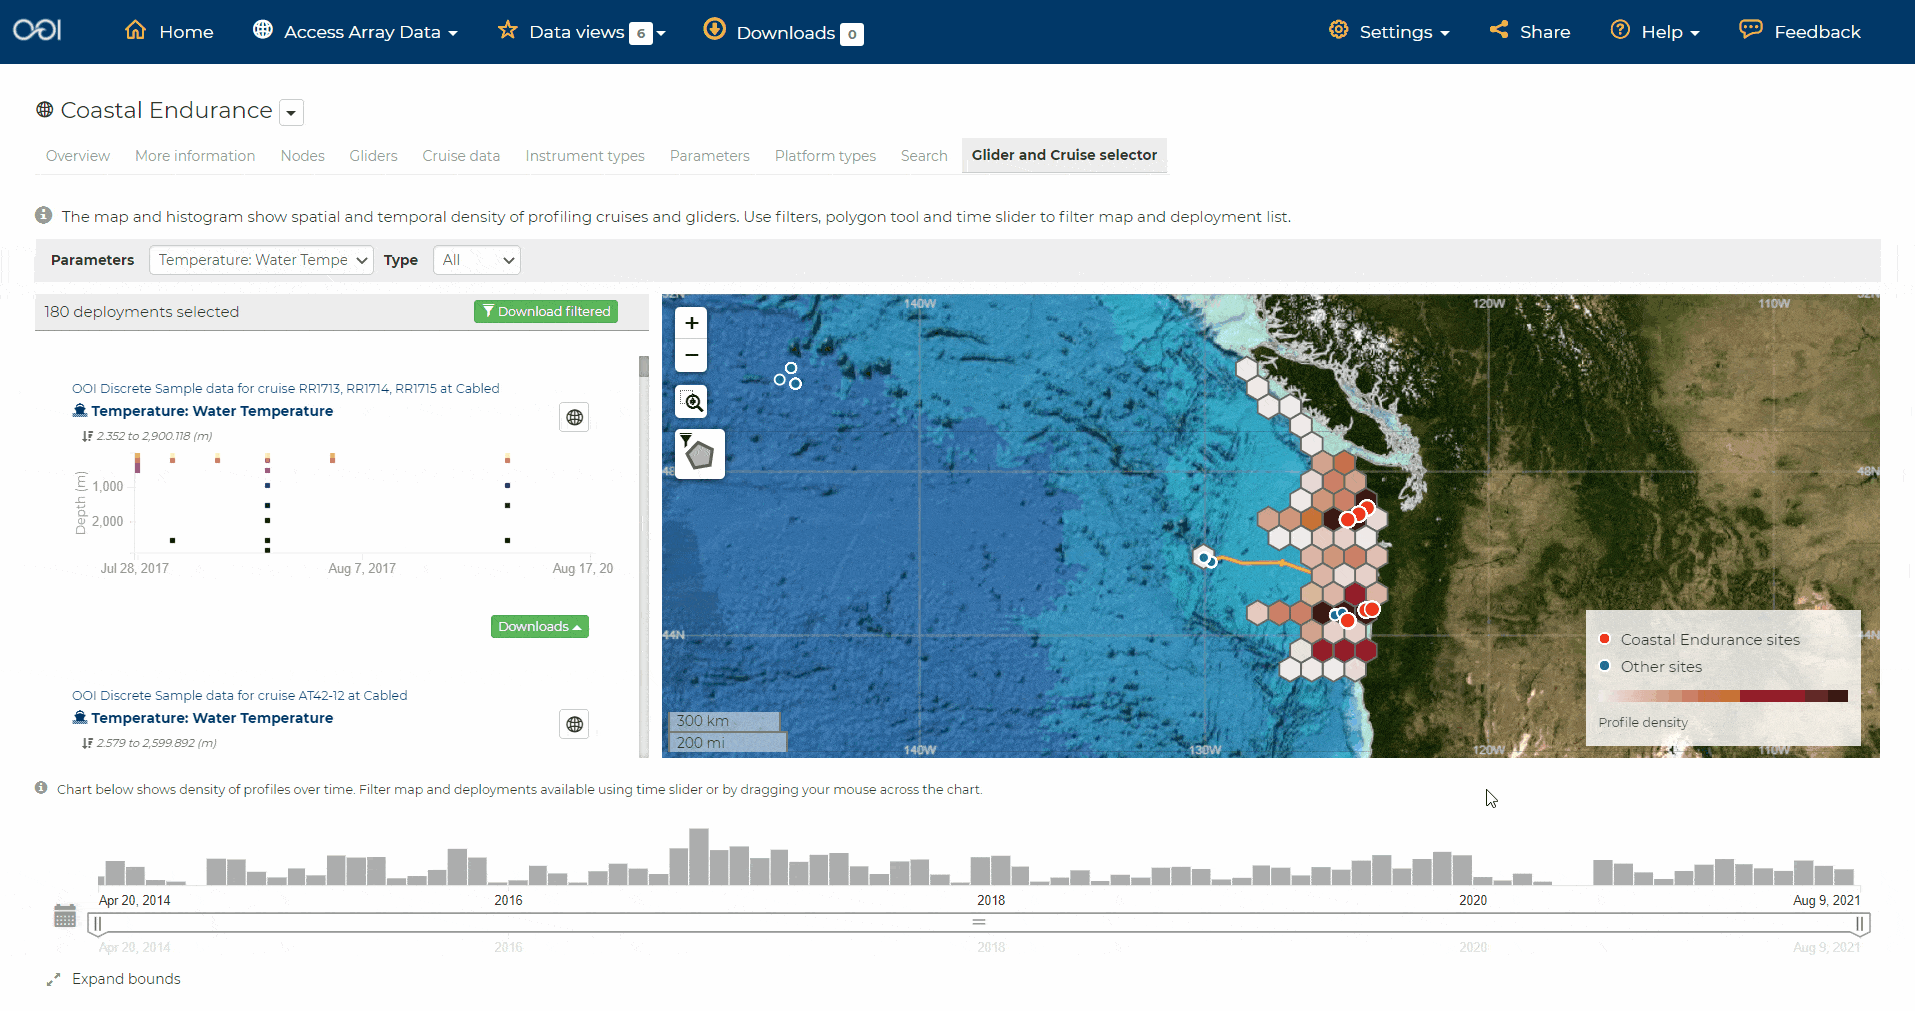 OOI Home Access Array Data Data views 6 Downloads 0 Settings Share Help Feedback
Coastal Endurance
Overview More information Nodes Gliders Cruise data Instrument types Parameters Platform types Search Glider and Cruise selector
The map and histogram show spatial and temporal density of profiling cruises and gliders. Use filters, polygon tool and time slider to filter map and deployment list.
Parameters Temperature: Water Tempe Type All
180 deployments selected Download filtered
OOI Discrete Sample data for cruise RR1713, RR1714, RR1715 at Cabled
Temperature: Water Temperature
2.352 to 2,900.118 (m)
Depth (m)
1,000
2,000
Jul 28, 2017 Aug 7, 2017 Aug 17, 20
Downloads
OOI Discrete Sample data for cruise AT42-12 at Cabled
Temperature: Water Temperature
2.579 to 2,599.892 (m)
140W 120W 110W
+
−
48 48N
44N 44N
Coastal Endurance sites
Other sites
Profile density
300 km
200 mi
140W 130W 120W 110W
Chart below shows density of profiles over time. Filter map and deployments available using time slider or by dragging your mouse across the chart.
Apr 20, 2014 2016 2018 2020 Aug 9, 2021
Apr 20, 2014 2016 2018 2020 Aug 9, 2021
Expand bounds